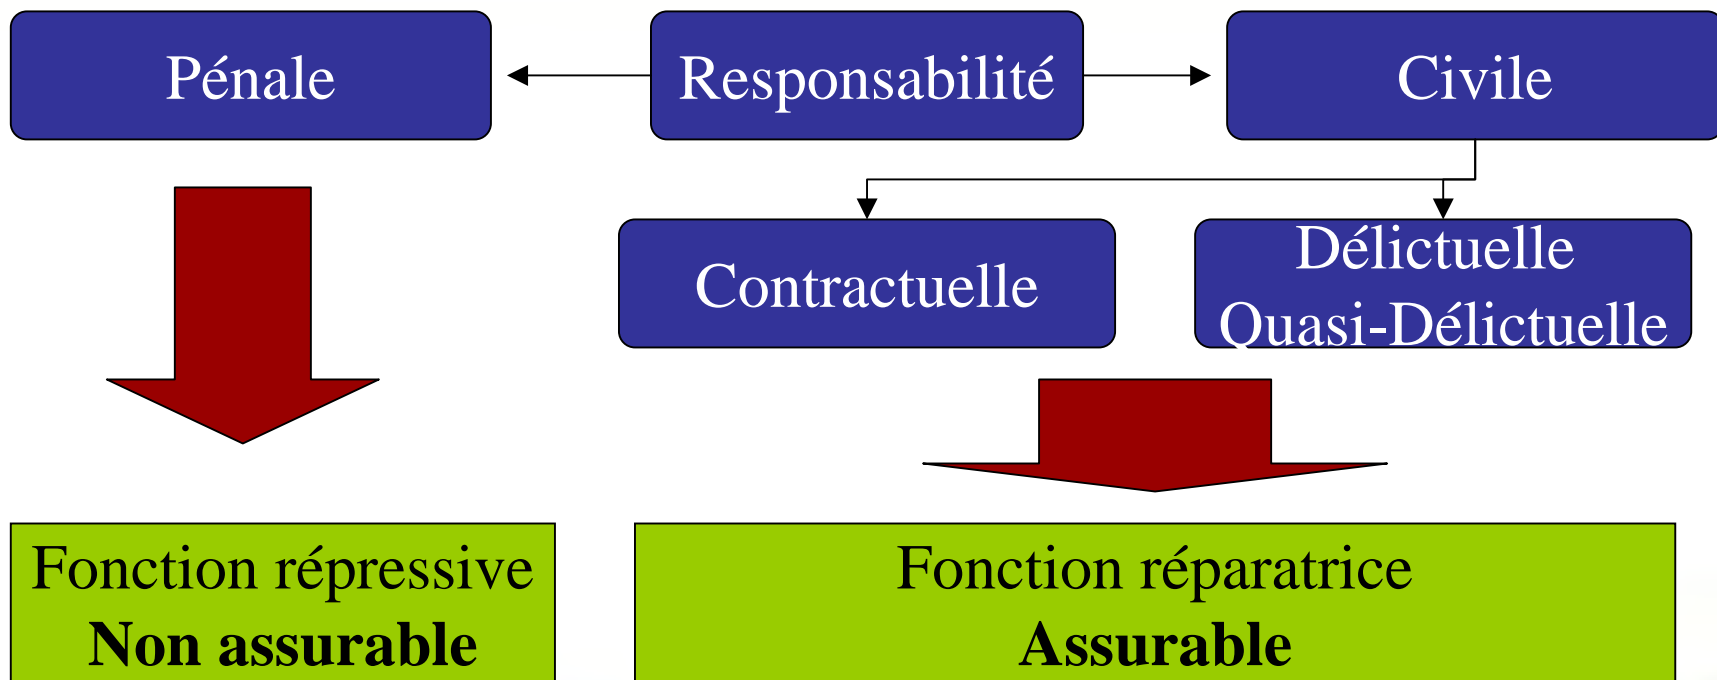 Pénale
Responsabilité
Civile
Contractuelle
Délictuelle
Quasi-Délictuelle
Fonction répressive
Non assurable
Fonction réparatrice
Assurable